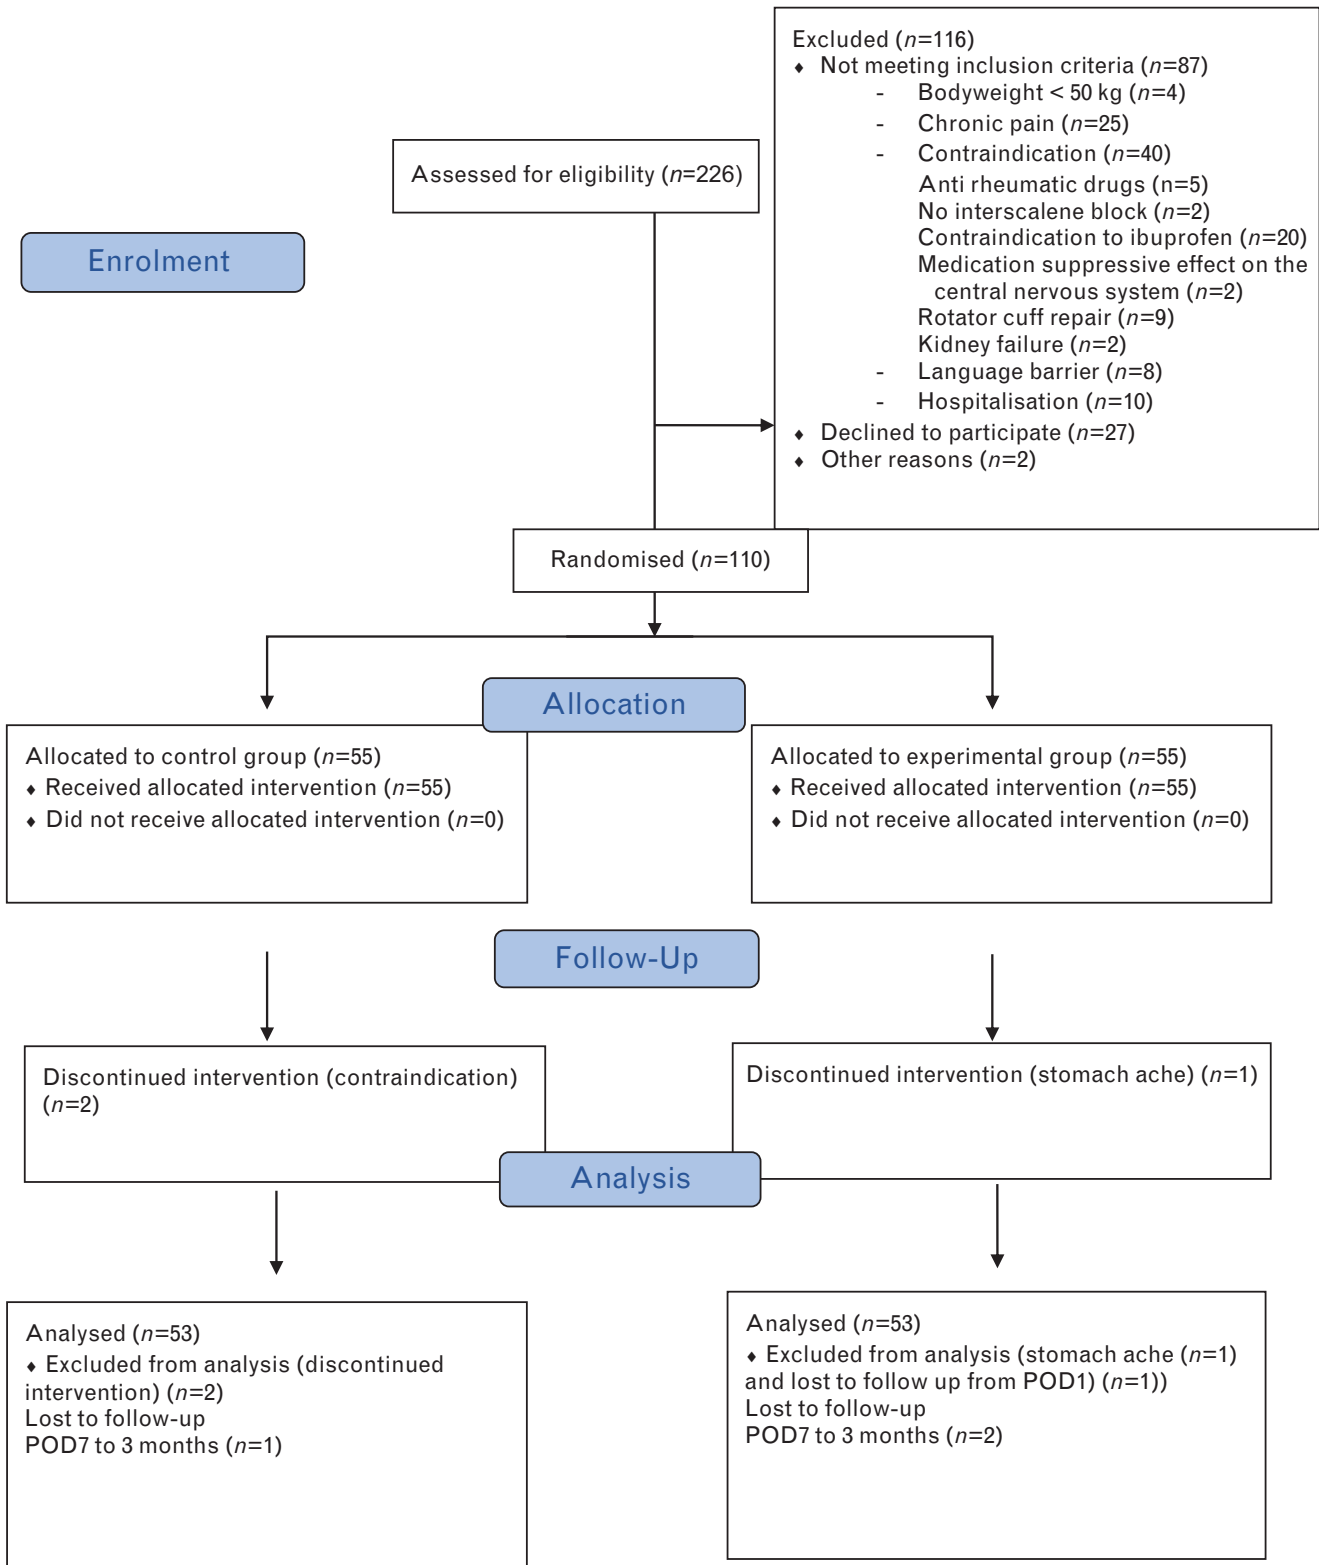 Excluded (n=116)
♦ Not meeting inclusion criteria (n=87)
- Bodyweight < 50 kg (n=4)
- Chronic pain (n=25)
- Contraindication (n=40)
Anti rheumatic drugs (n=5)
No interscalene block (n=2)
Contraindication to ibuprofen (n=20)
Medication suppressive effect on the
central nervous system (n=2)
Rotator cuff repair (n=9)
Kidney failure (n=2)
- Language barrier (n=8)
- Hospitalisation (n=10)
♦ Declined to participate (n=27)
♦ Other reasons (n=2)
Assessed for eligibility (n=226)
Enrolment
Randomised (n=110)
Allocation
Allocated to control group (n=55)
♦ Received allocated intervention (n=55)
♦ Did not receive allocated intervention (n=0)
Allocated to experimental group (n=55)
♦ Received allocated intervention (n=55)
♦ Did not receive allocated intervention (n=0)
Follow-Up
Discontinued intervention (contraindication)
(n=2)
Discontinued intervention (stomach ache) (n=1)
Analysis
Analysed (n=53)
♦ Excluded from analysis (discontinued
intervention) (n=2)
Lost to follow-up
POD7 to 3 months (n=1)
Analysed (n=53)
♦ Excluded from analysis (stomach ache (n=1)
and lost to follow up from POD1) (n=1))
Lost to follow-up
POD7 to 3 months (n=2)